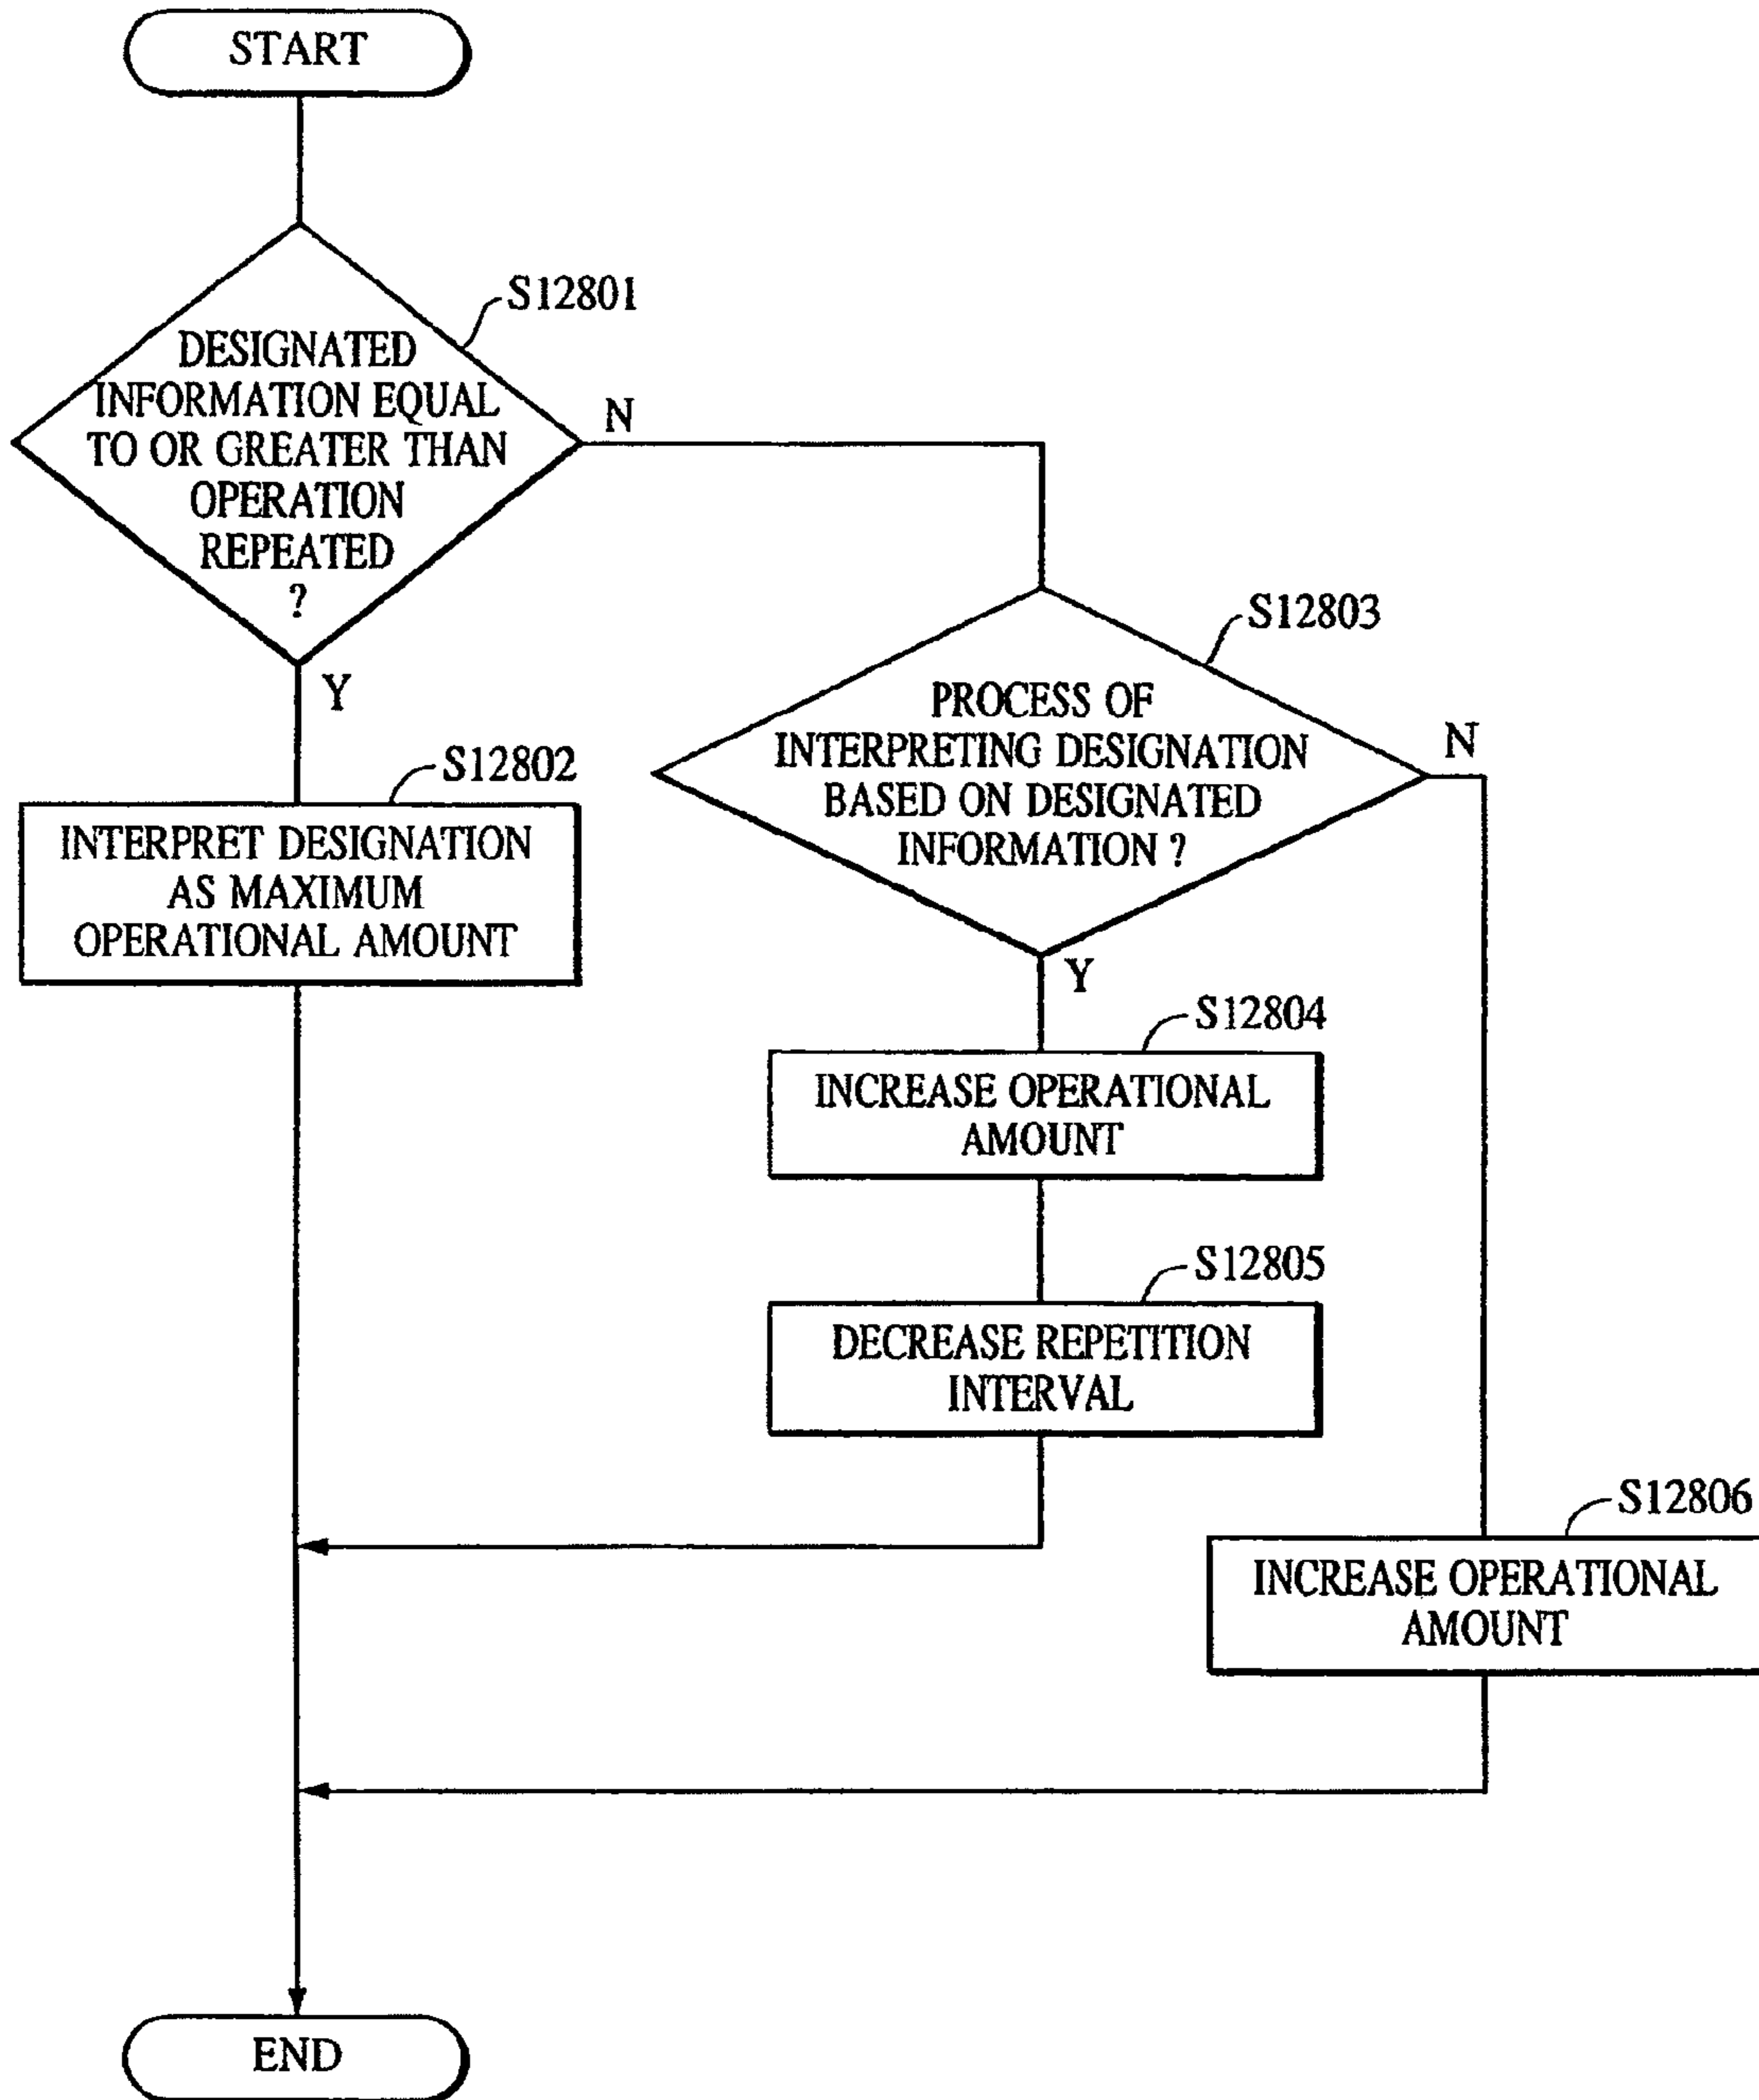 START
S12801
DESIGNATED
INFORMATION EQUAL
TO OR GREATER THAN
OPERATION
REPEATED
?
N
Y
S12802
INTERPRET DESIGNATION
AS MAXIMUM
OPERATIONAL AMOUNT
S12803
PROCESS OF
INTERPRETING DESIGNATION
BASED ON DESIGNATED
INFORMATION ?
N
Y
S12804
INCREASE OPERATIONAL
AMOUNT
S12805
DECREASE REPETITION
INTERVAL
S12806
INCREASE OPERATIONAL
AMOUNT
END